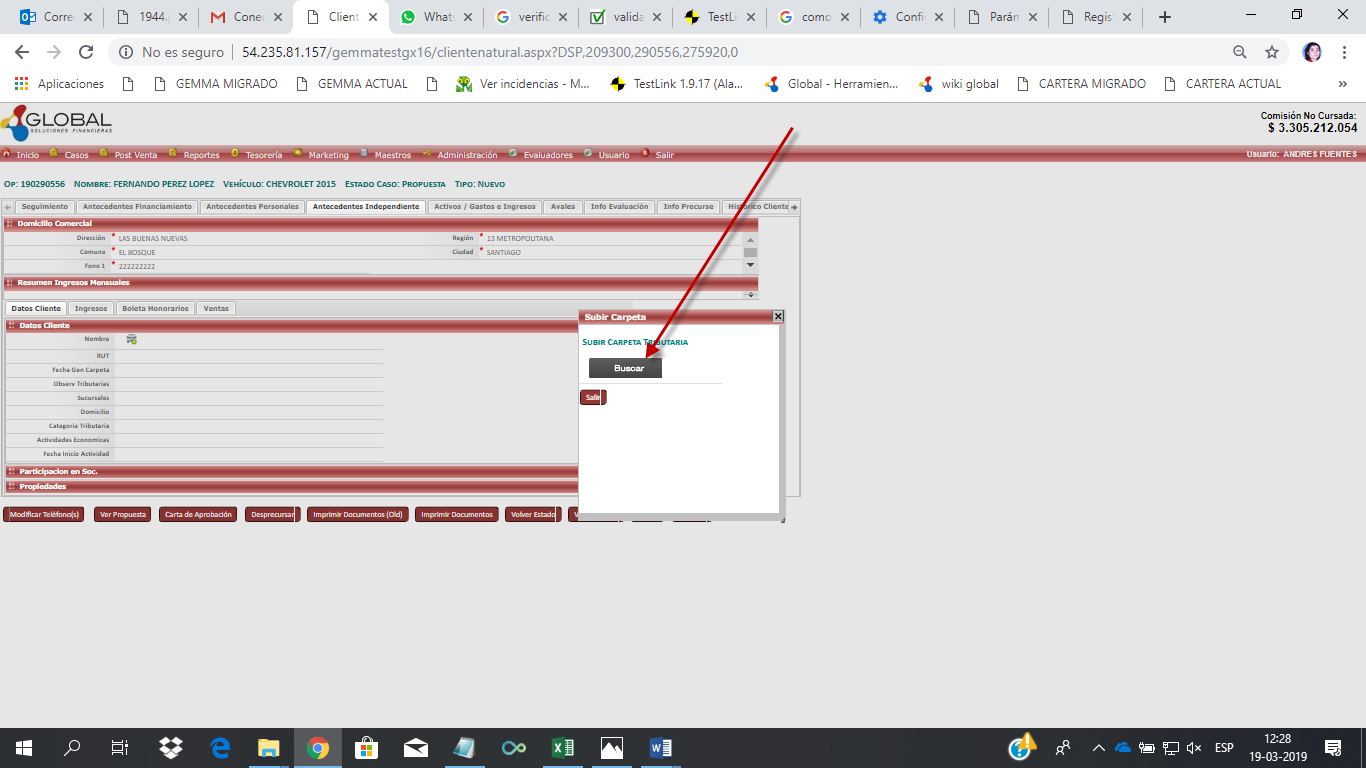 Corre
1944.
Conec
Client
Whats
verific
valida
TestLi
como
Confi
Parán
Regis
No es seguro | 54.235.81.157/gemmatestgx16/clientenatural.aspx?DSP,209300,290556,275920,0
Aplicaciones
GEMMA MIGRADO
GEMMA ACTUAL
Ver incidencias - M...
TestLink 1.9.17 (Ala...
Global - Herramien...
wiki global
CARTERA MIGRADO
CARTERA ACTUAL
»
GLOBAL
SOLUCIONES FINANCIERAS
Comisión No Cursada:
$ 3.305.212.054
Inicio Casos Post Venta Reportes Tesorería Marketing Maestros Administración Evaluadores Usuario Salir
Usuario: ANDRES FUENTES
Op: 190290556 Nombre: FERNANDO PEREZ LOPEZ Vehículo: CHEVROLET 2015 Estado Caso: Propuesta Tipo: Nuevo
Seguimiento Antecedentes Financiamiento Antecedentes Personales Antecedentes Independiente Activos / Gastos e Ingresos Avales Info Evaluación Info Precurse Historico Cliente
Domicilio Comercial
Dirección * LAS BUENAS NUEVAS Región * 13 METROPOLITANA
Comuna * EL BOSQUE Ciudad * SANTIAGO
Fono 1 * 222222222
Resumen Ingresos Mensuales
Datos Cliente Ingresos Boleta Honorarios Ventas
Datos Cliente
Nombre
RUT
Fecha Gen Carpeta
Observ Tributarias
Sucursales
Domicilio
Categoria Tributaria
Actividades Economicas
Fecha Inicio Actividad
Participacion en Soc.
Propiedades
Subir Carpeta
Subir Carpeta Tributaria
Buscar
Salir
Modificar Teléfono(s) Ver Propuesta Carta de Aprobación Desprecursar Imprimir Documentos (Old) Imprimir Documentos Volver Estado V
ESP
12:28
19-03-2019